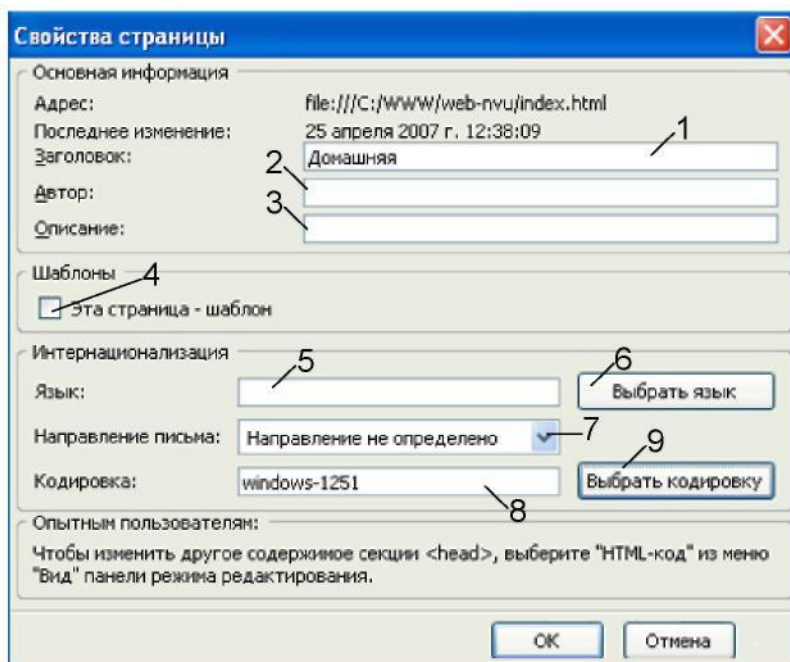 Свойства страницы
Основная информация
Адрес: file:///C:/WWW/web-nvu/index.html
Последнее изменение: 25 апреля 2007 г. 12:38:09
Заголовок: Домашняя 1
2
Автор:
3
Описание:
Шаблоны 4
Эта страница - шаблон
Интернационализация
Язык: 5 6 Выбрать язык
Направление письма: Направление не определено 7
9
Кодировка: windows-1251 8 Выбрать кодировку
Опытным пользователям:
Чтобы изменить другое содержимое секции <head>, выберите "HTML-код" из меню
"Вид" панели режима редактирования.
OK Отмена